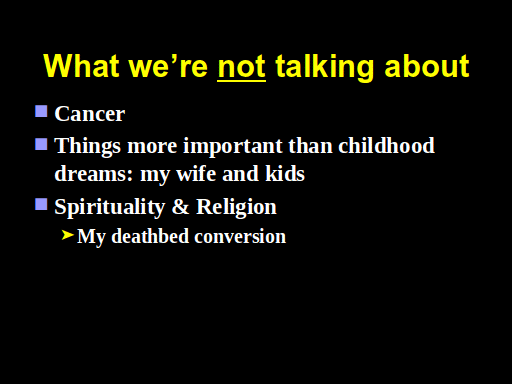 What we’re not talking about
Cancer
Things more important than childhood
dreams: my wife and kids
Spirituality & Religion
My deathbed conversion